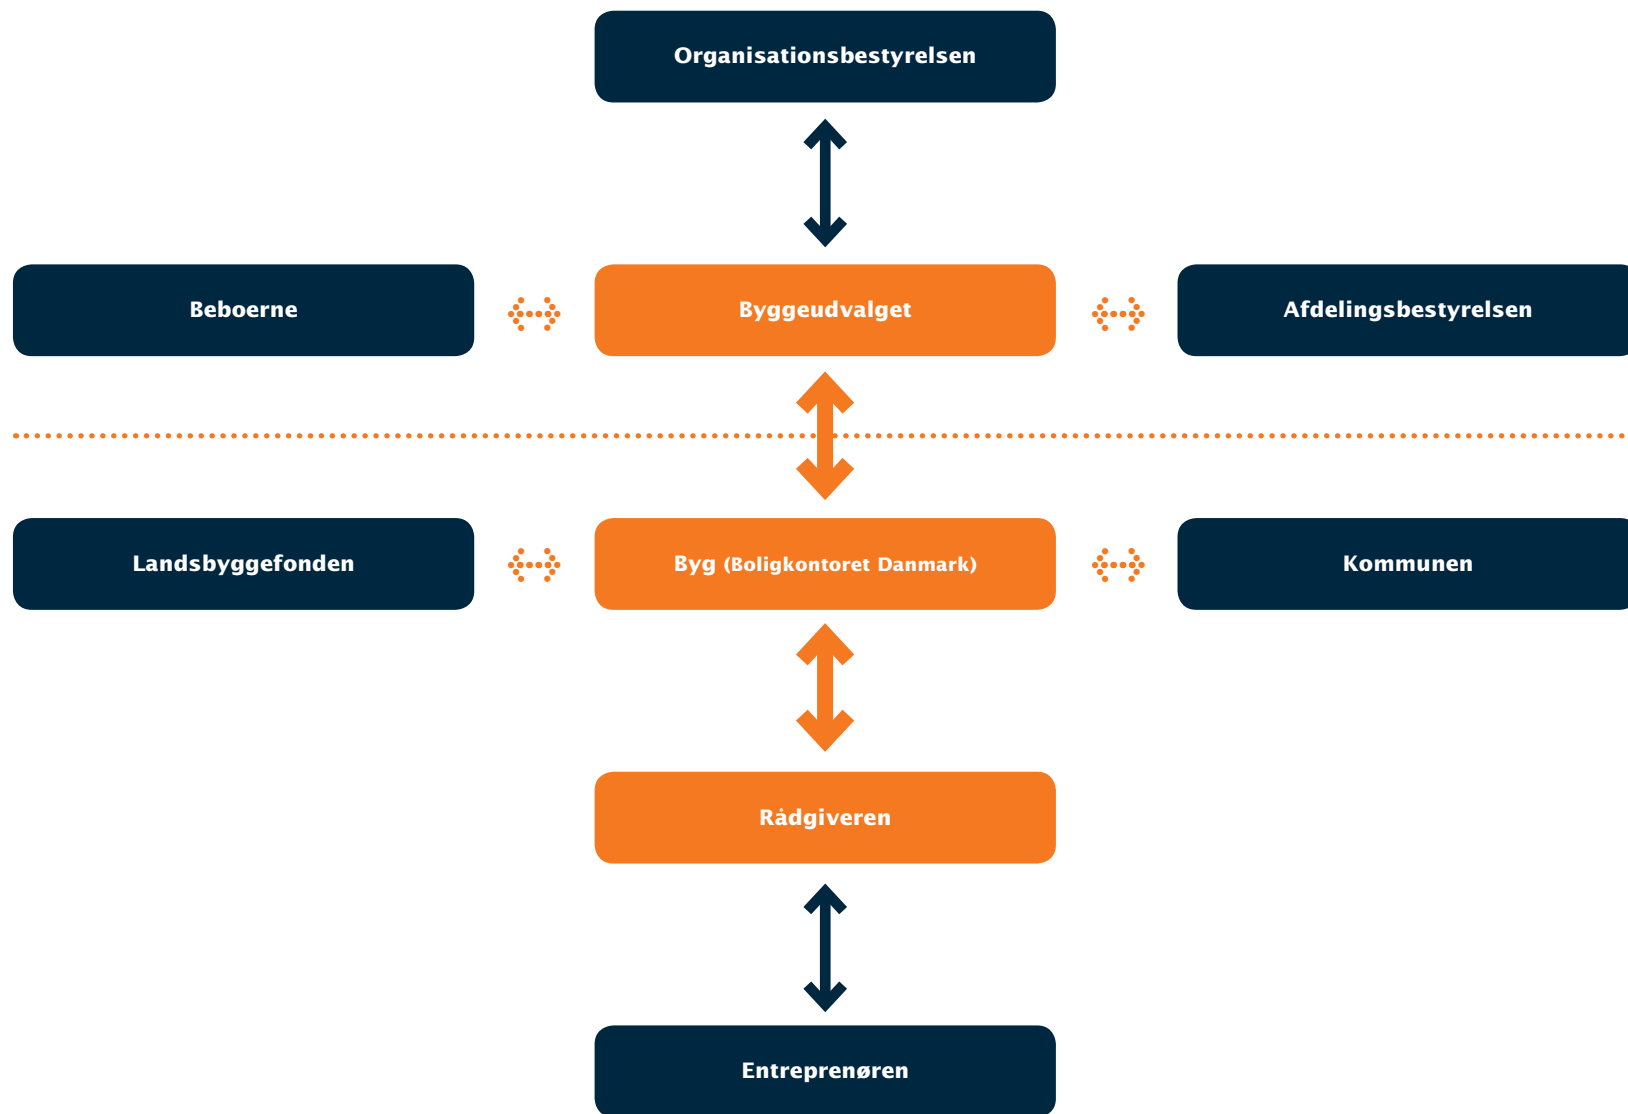 Organisationsbestyrelsen
Beboerne
Byggeudvalget
Afdelingsbestyrelsen
Landsbyggefonden
Byg (Boligkontoret Danmark)
Kommunen
Rådgiveren
Entreprenøren